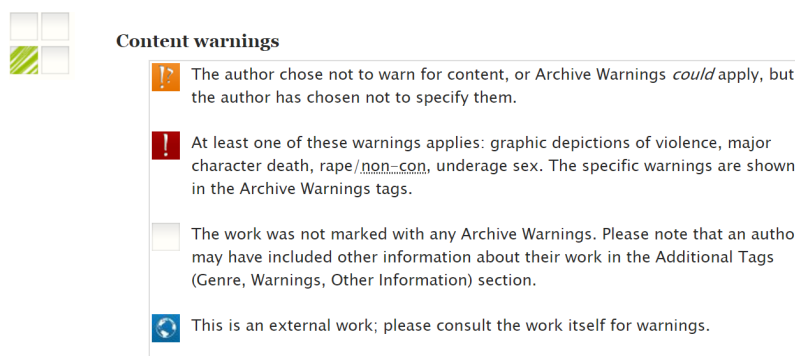 Content warnings
The author chose not to warn for content, or Archive Warnings could apply, but
the author has chosen not to specify them.
At least one of these warnings applies: graphic depictions of violence, major
character death, rape/non-con, underage sex. The specific warnings are shown
in the Archive Warnings tags.
The work was not marked with any Archive Warnings. Please note that an autho
may have included other information about their work in the Additional Tags
(Genre, Warnings, Other Information) section.
This is an external work; please consult the work itself for warnings.